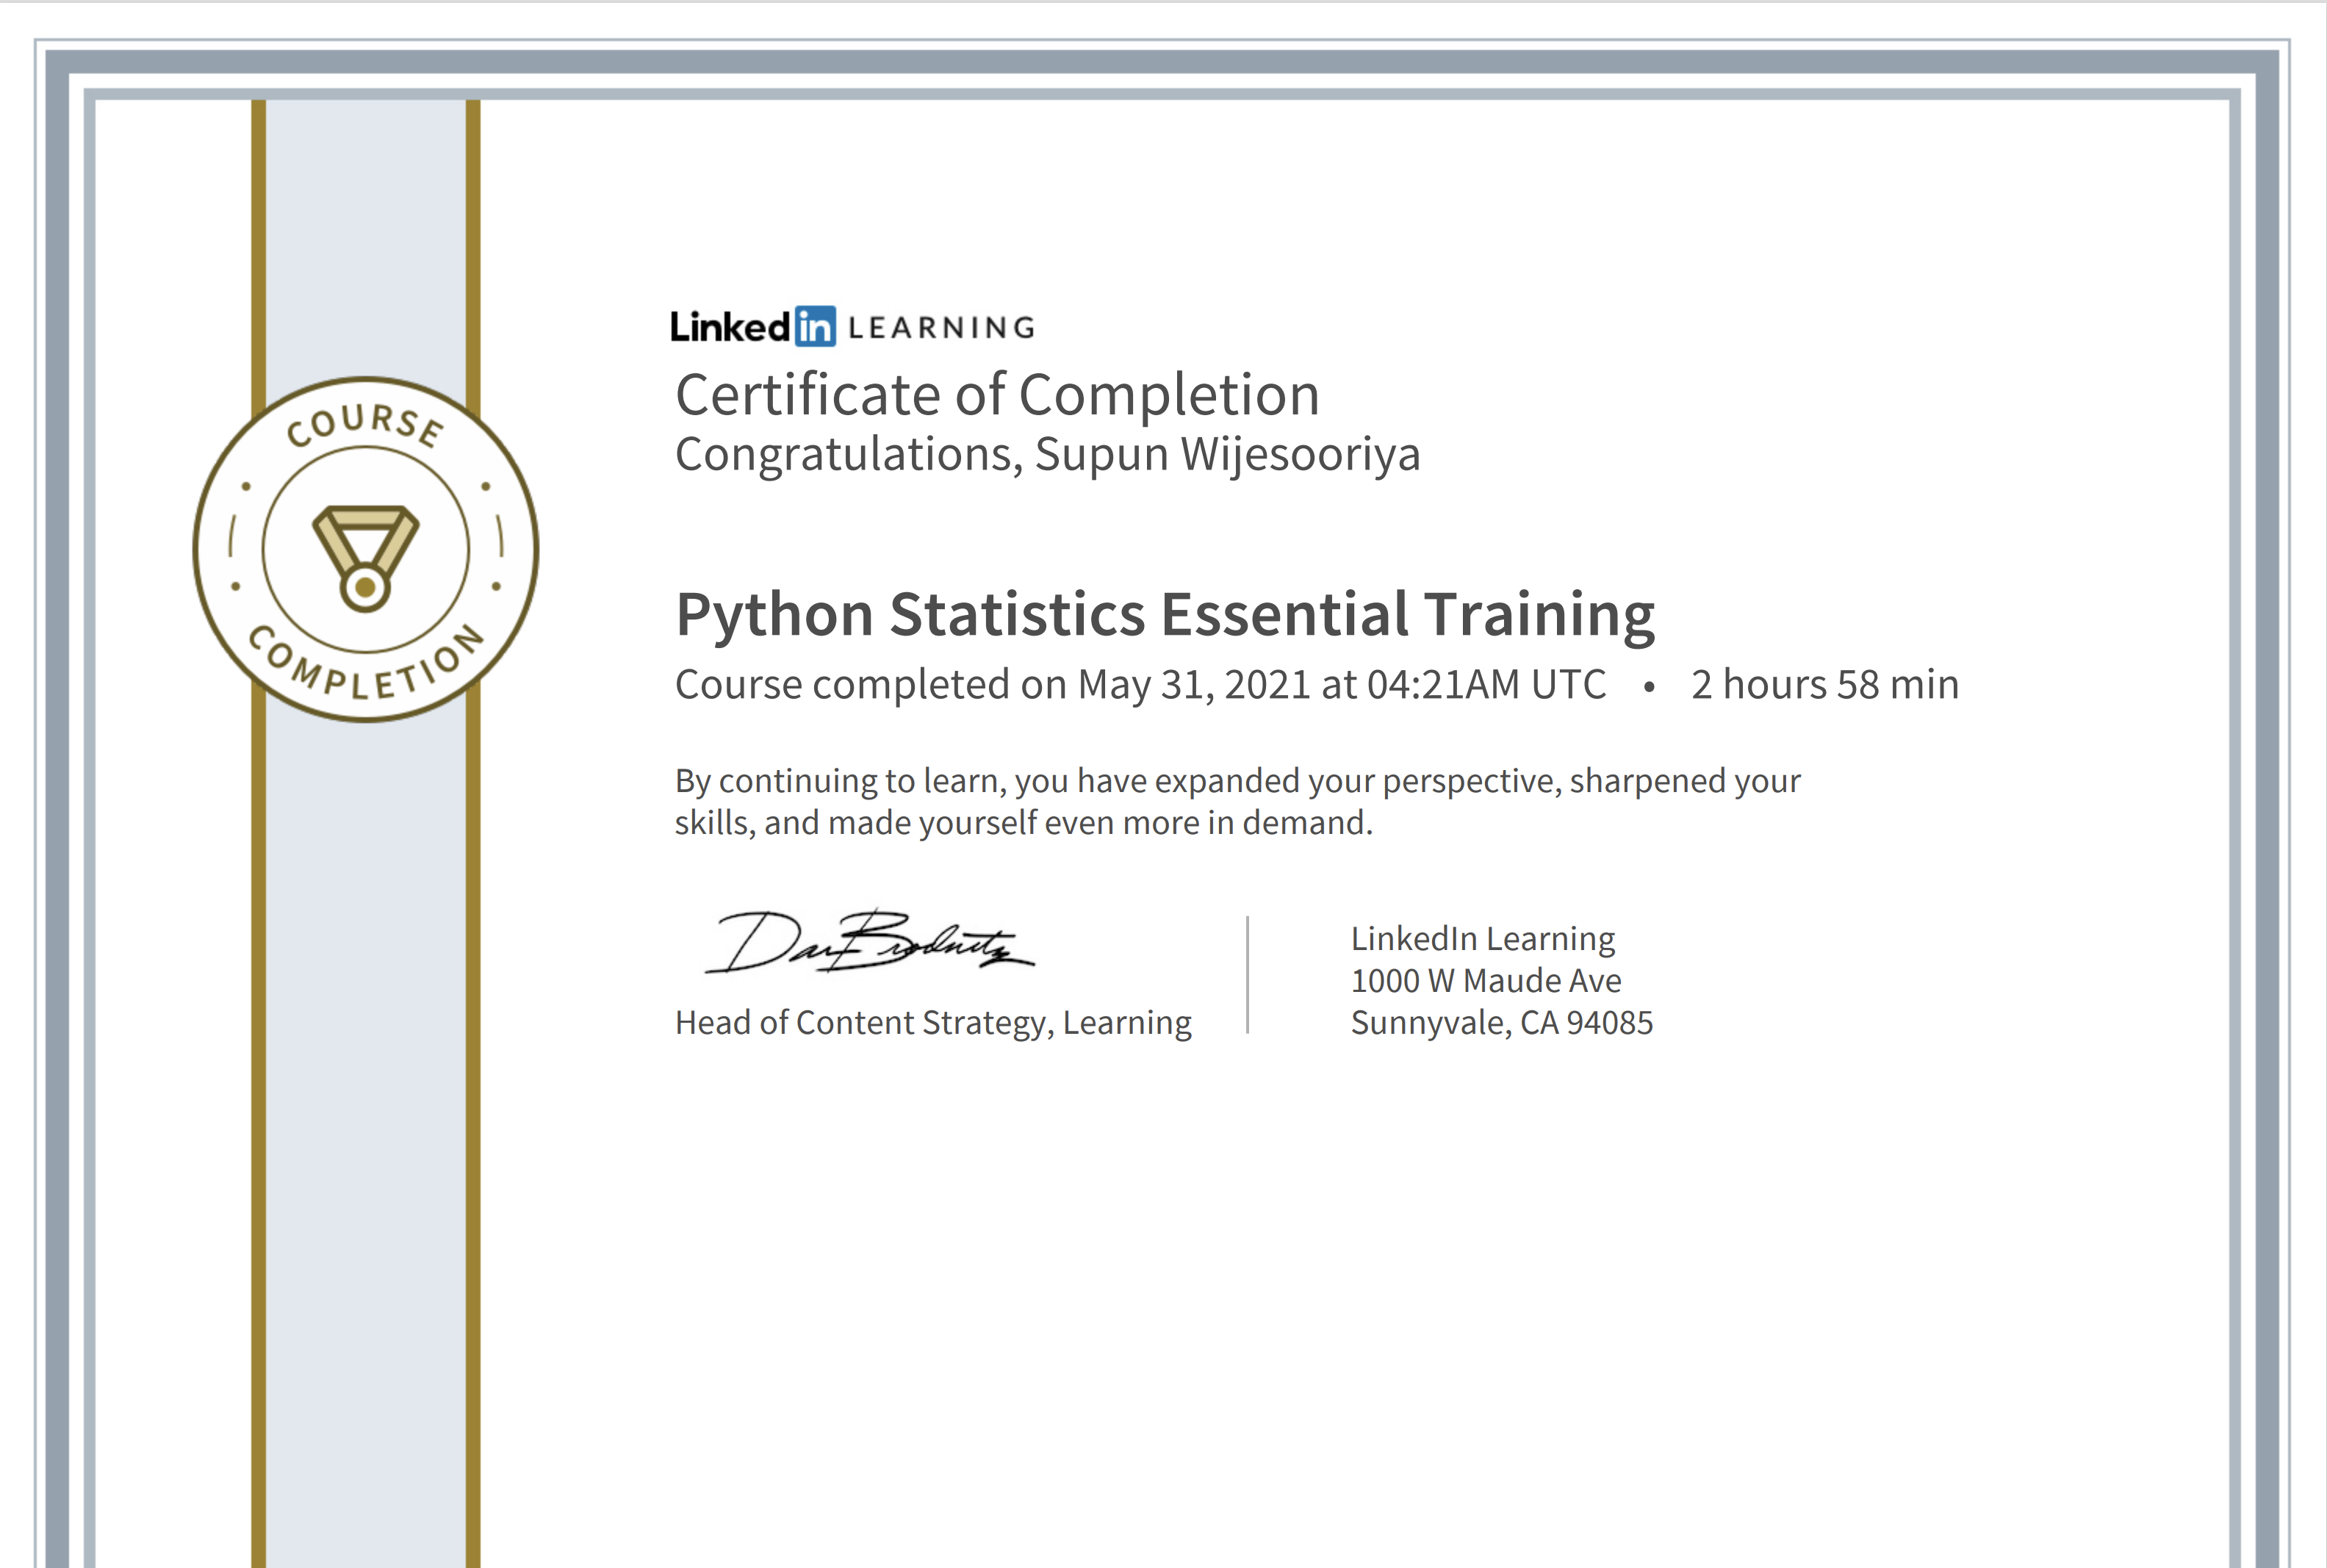 COURSE
COMPLETION
Linked in LEARNING
Certificate of Completion
Congratulations, Supun Wijesooriya
Python Statistics Essential Training
Course completed on May 31, 2021 at 04:21AM UTC • 2 hours 58 min
By continuing to learn, you have expanded your perspective, sharpened your
skills, and made yourself even more in demand.
Dan Brodnitz
Head of Content Strategy, Learning
LinkedIn Learning
1000 W Maude Ave
Sunnyvale, CA 94085